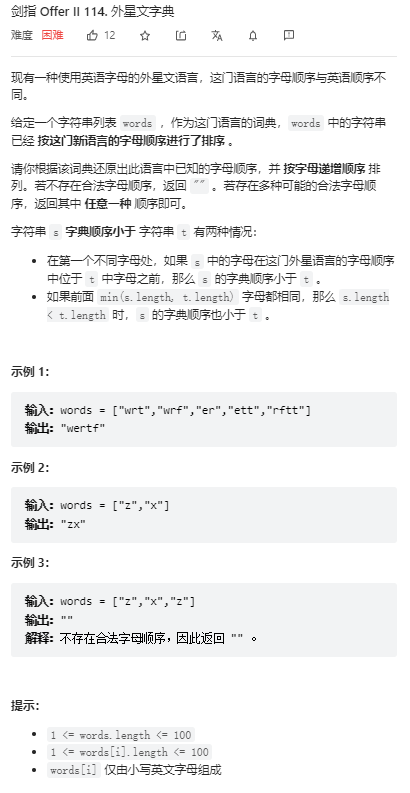 剑指 Offer II 114. 外星文字典
难度 困难 12
现有一种使用英语字母的外星文语言，这门语言的字母顺序与英语顺序不
同。
给定一个字符串列表 words ，作为这门语言的词典，words 中的字符串
已经 按这门新语言的字母顺序进行了排序 。
请你根据该词典还原出此语言中已知的字母顺序，并 按字母递增顺序 排
列。若不存在合法字母顺序，返回 "" 。若存在多种可能的合法字母顺
序，返回其中 任意一种 顺序即可。
字符串 s 字典顺序小于 字符串 t 有两种情况：
• 在第一个不同字母处，如果 s 中的字母在这门外星语言的字母顺序
中位于 t 中字母之前，那么 s 的字典顺序小于 t 。
• 如果前面 min(s.length, t.length) 字母都相同，那么 s.length
< t.length 时，s 的字典顺序也小于 t 。
示例 1：
输入：words = ["wrt","wrf","er","ett","rftt"]
输出："wertf"
示例 2：
输入：words = ["z","x"]
输出："zx"
示例 3：
输入：words = ["z","x","z"]
输出：""
解释：不存在合法字母顺序，因此返回 "" 。
提示：
• 1 <= words.length <= 100
• 1 <= words[i].length <= 100
• words[i] 仅由小写英文字母组成